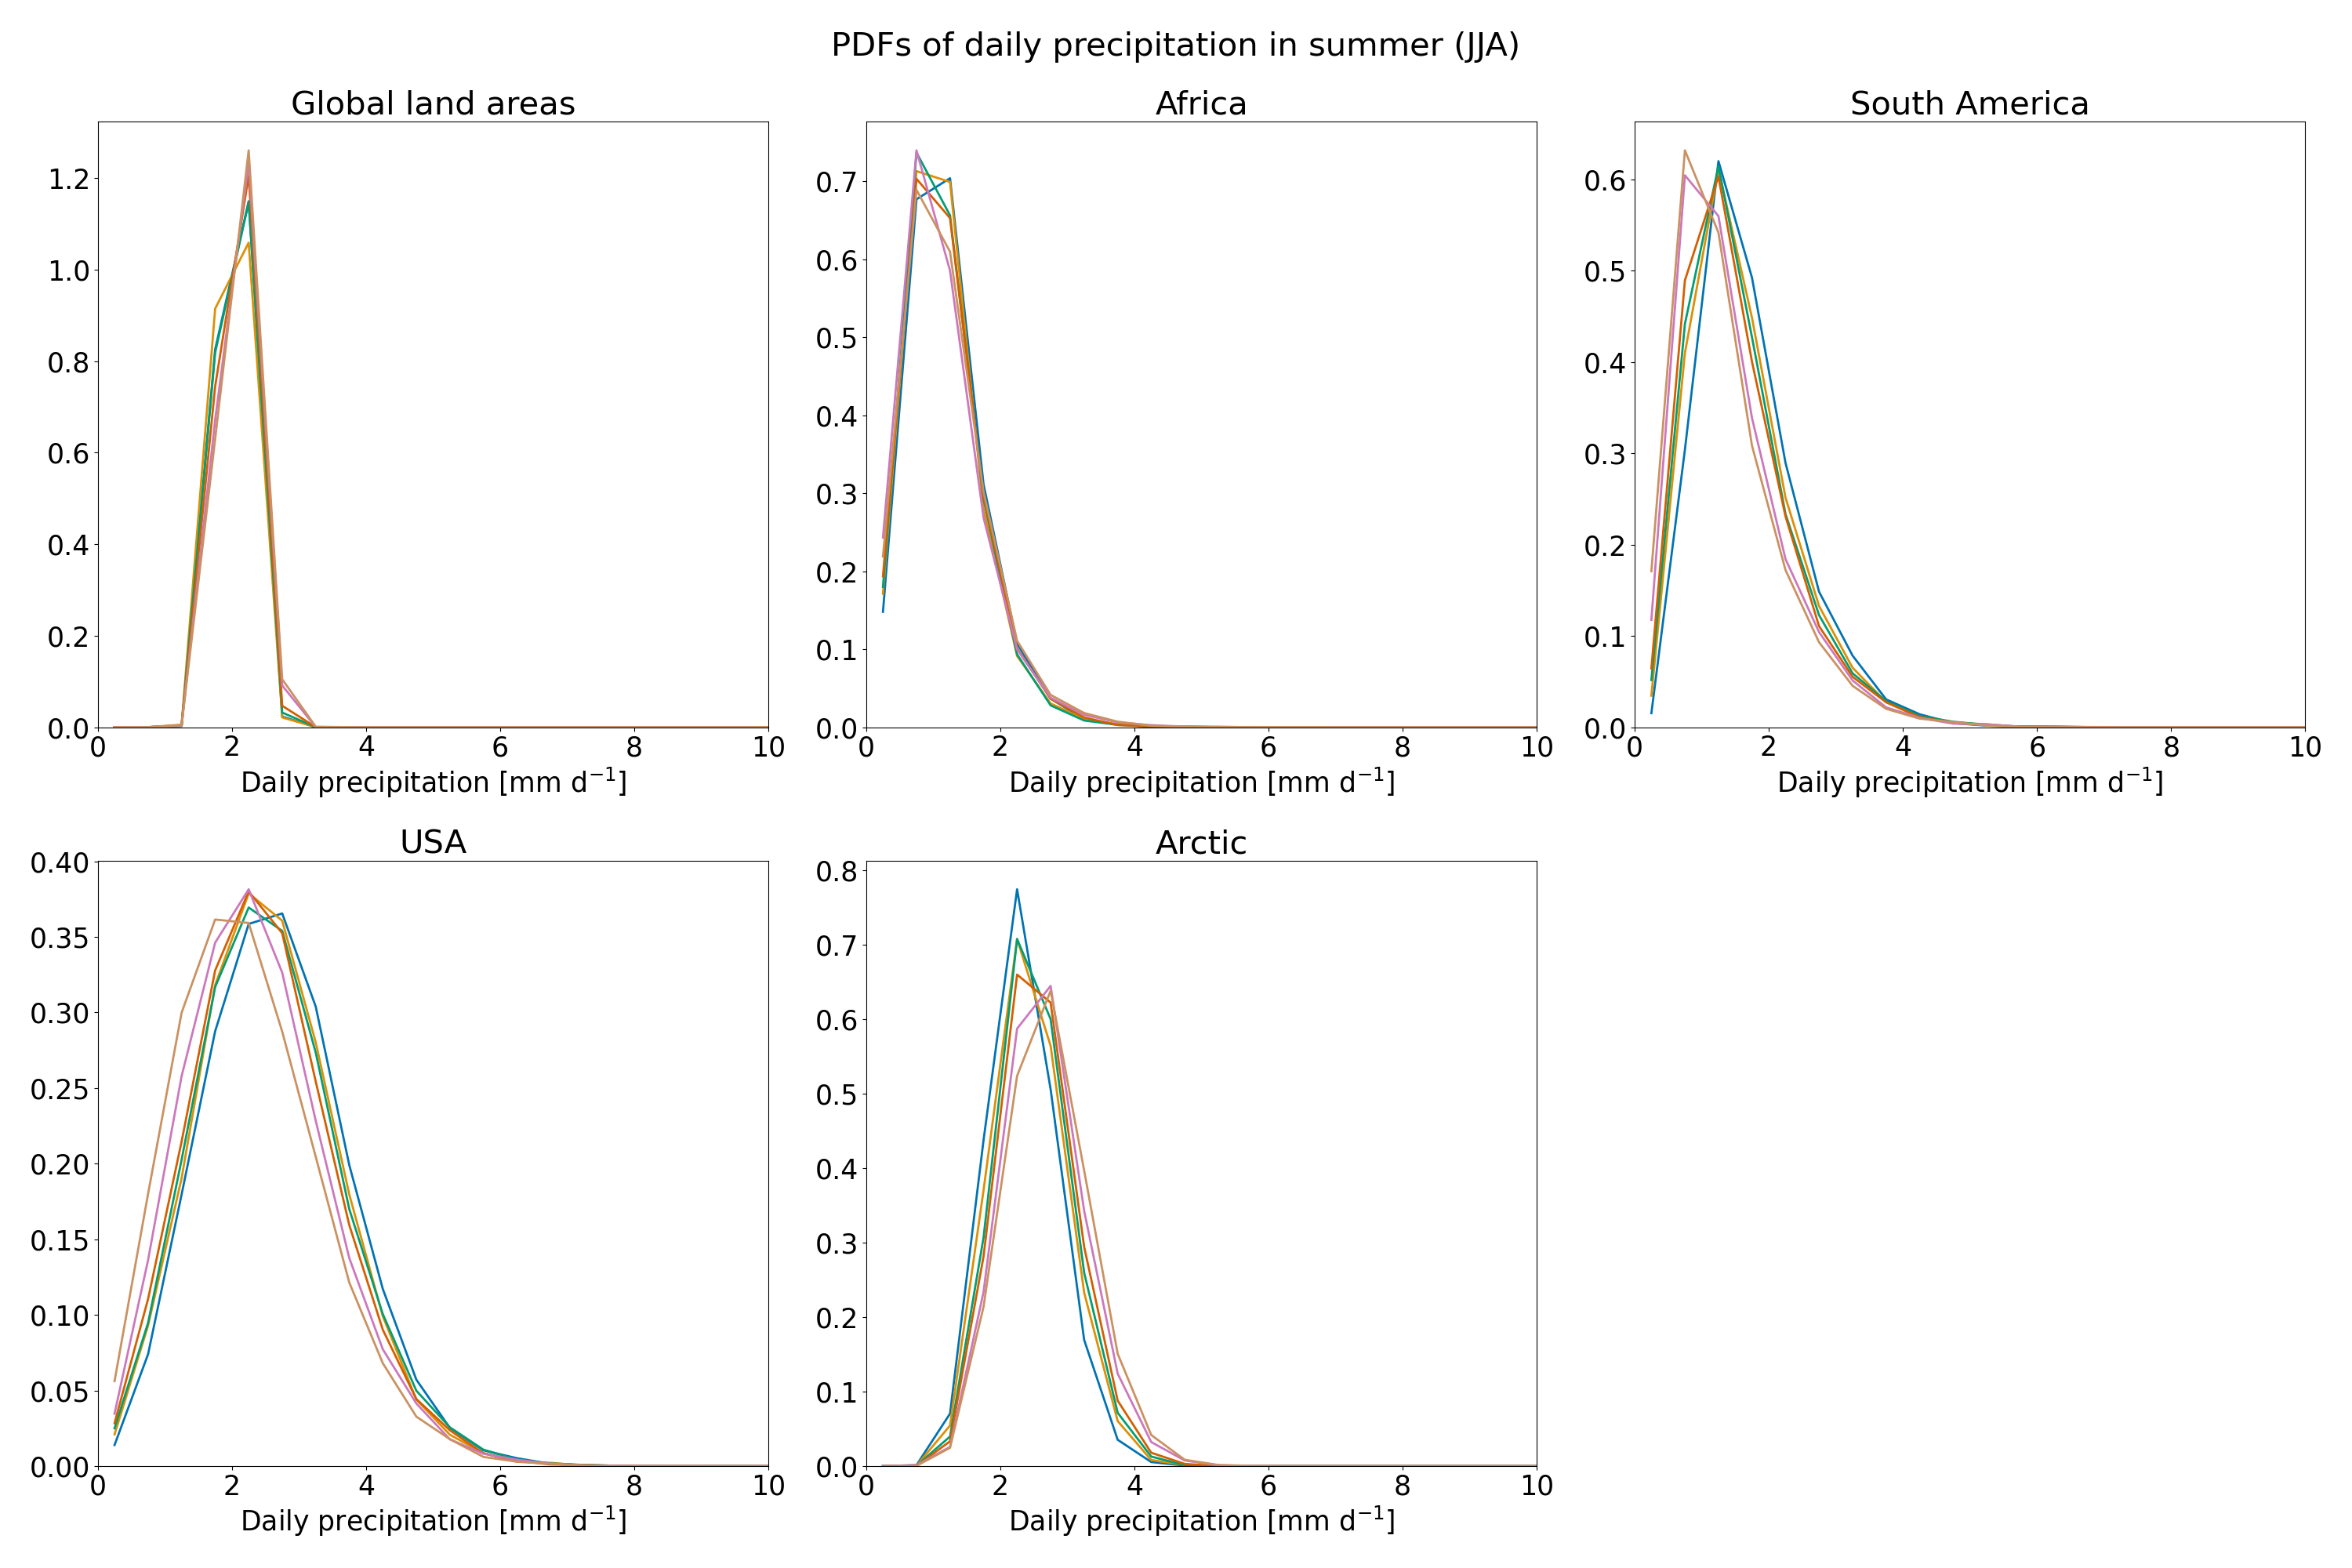 PDFs of daily precipitation in summer (JJA)
Global land areas
1.2
1.0
0.8
0.6
0.4
0.2
0.0
0 2 4 6 8 10
Daily precipitation [mm d⁻¹]
Africa
0.7
0.6
0.5
0.4
0.3
0.2
0.1
0.0
0 2 4 6 8 10
Daily precipitation [mm d⁻¹]
South America
0.6
0.5
0.4
0.3
0.2
0.1
0.0
0 2 4 6 8 10
Daily precipitation [mm d⁻¹]
USA
0.40
0.35
0.30
0.25
0.20
0.15
0.10
0.05
0.00
0 2 4 6 8 10
Daily precipitation [mm d⁻¹]
Arctic
0.8
0.7
0.6
0.5
0.4
0.3
0.2
0.1
0.0
0 2 4 6 8 10
Daily precipitation [mm d⁻¹]